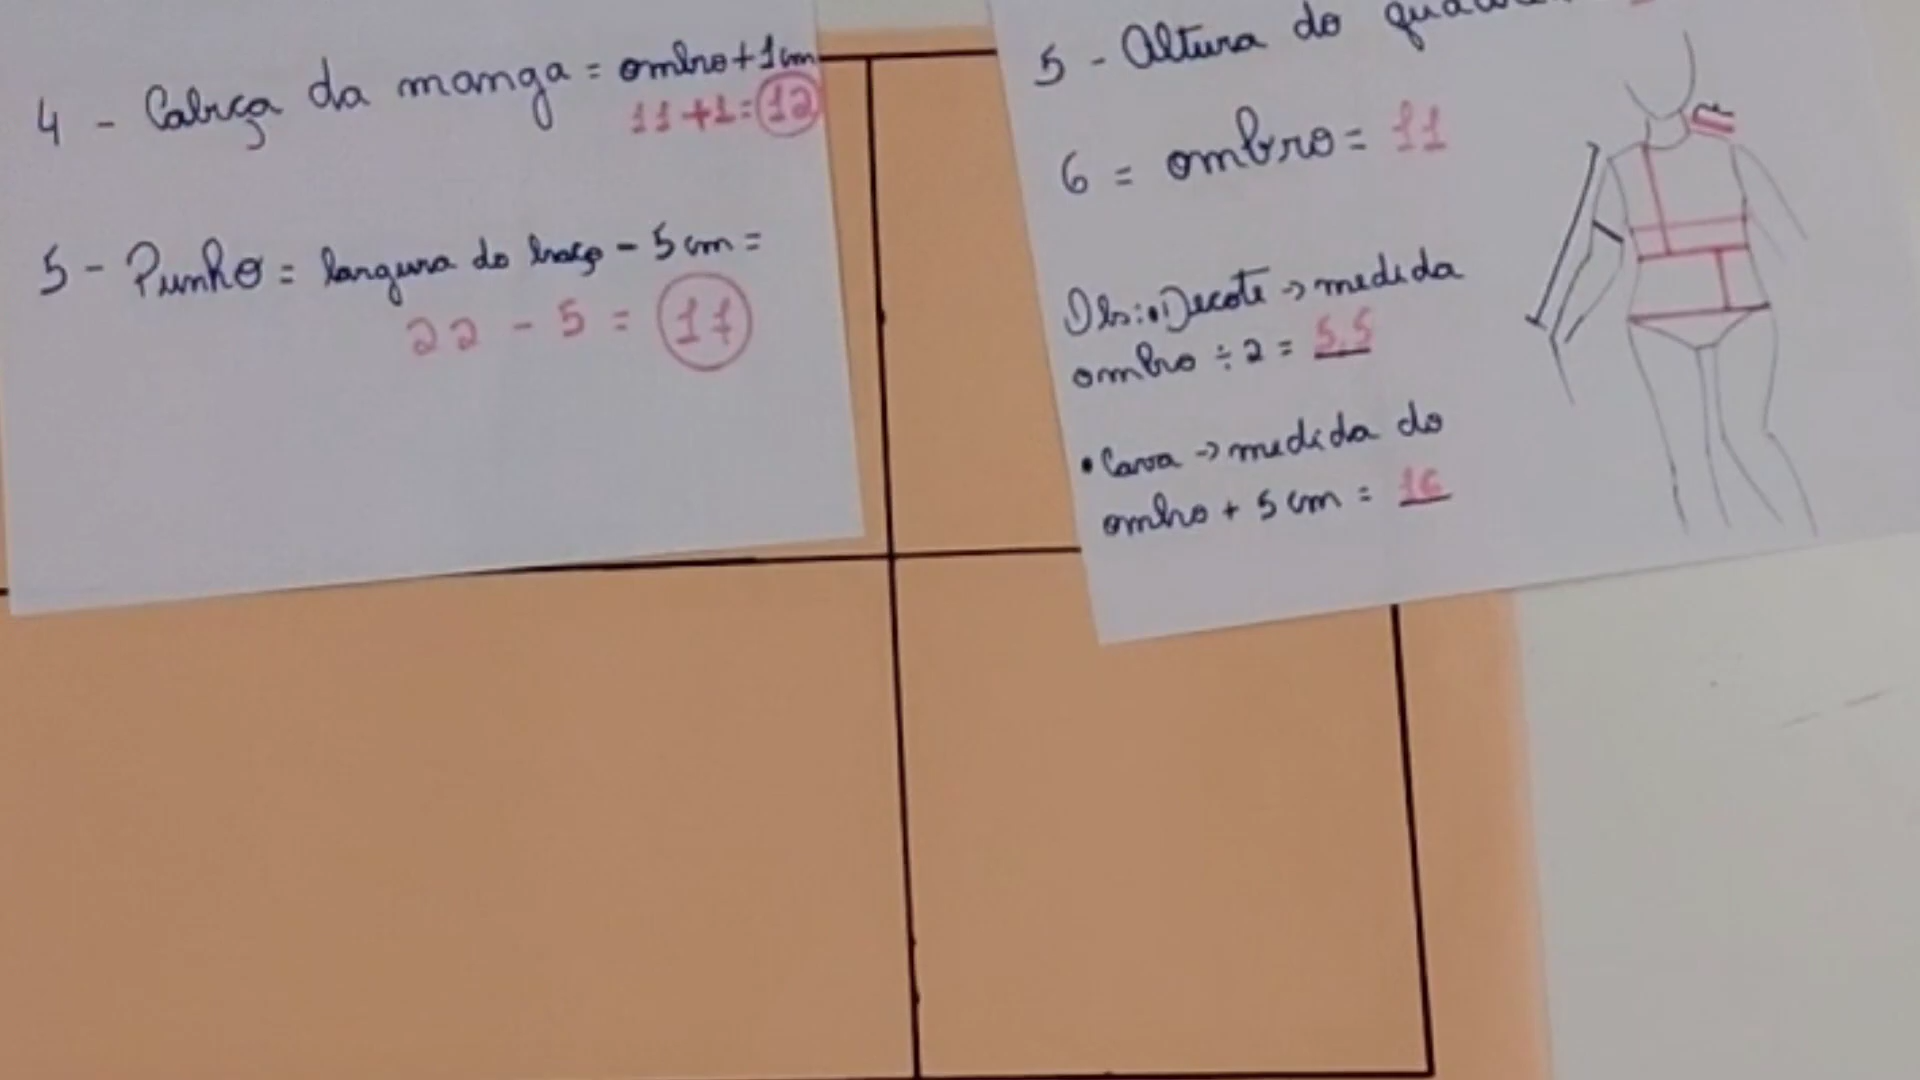 4 - Cabeça da manga = ombro + 1cm
11+1=12
5 - Punho = largura do braço - 5cm =
22 - 5 = 17
5 - Altura do
6 = ombro = 11
Obs: • Decote → medida
ombro ÷ 2 = 5.5
• Cava → medida do
ombro + 5cm = 16